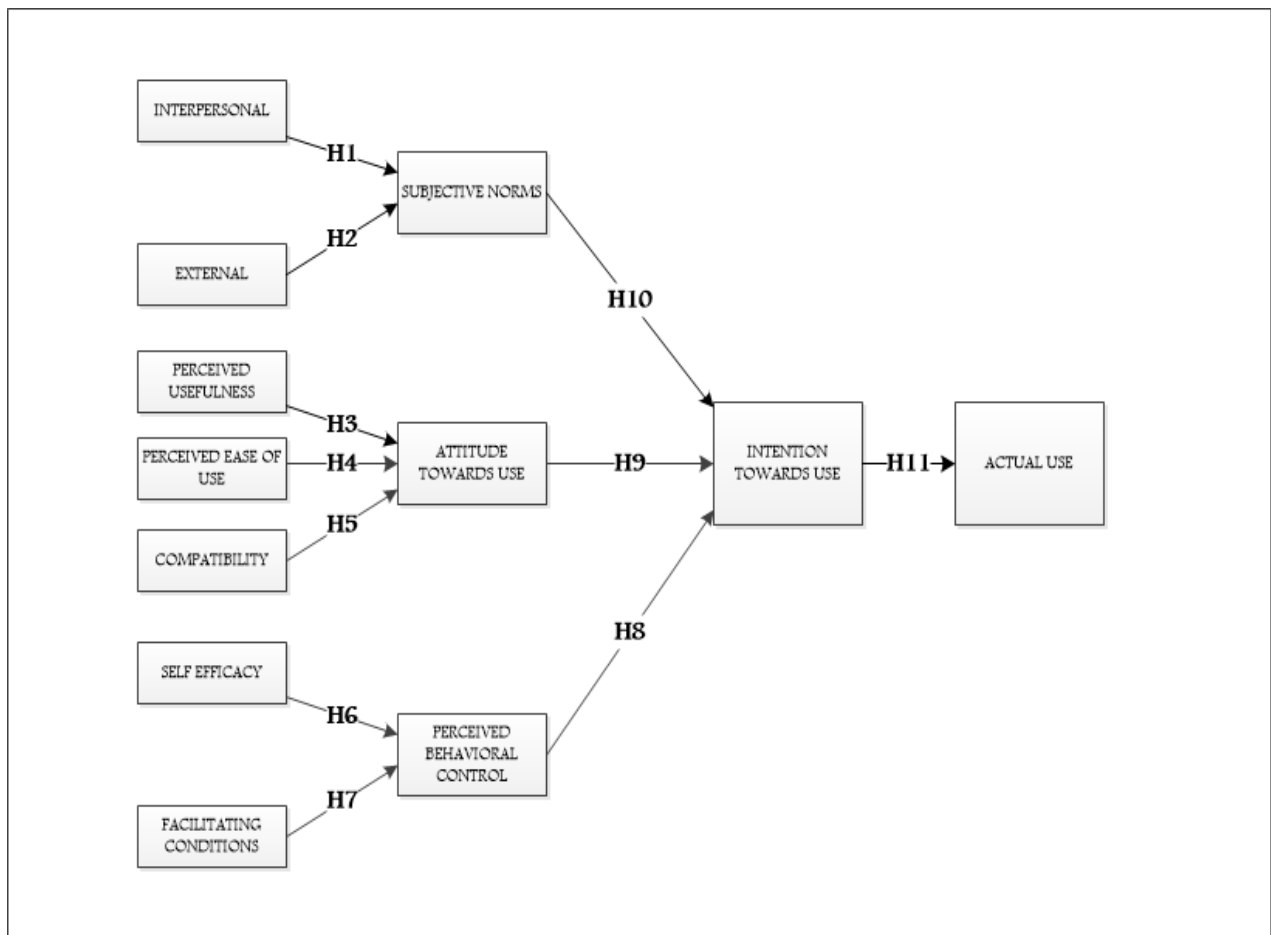 INTERPERSONAL
H1
SUBJECTIVE NORMS
H2
EXTERNAL
H10
PERCEIVED
USEFULNESS
H3
PERCEIVED EASE OF
USE
H4
ATTITUDE
TOWARDS USE
H9
INTENTION
TOWARDS USE
H11
ACTUAL USE
H5
COMPATIBILITY
H8
SELF EFFICACY
H6
PERCEIVED
BEHAVIORAL
CONTROL
H7
FACILITATING
CONDITIONS